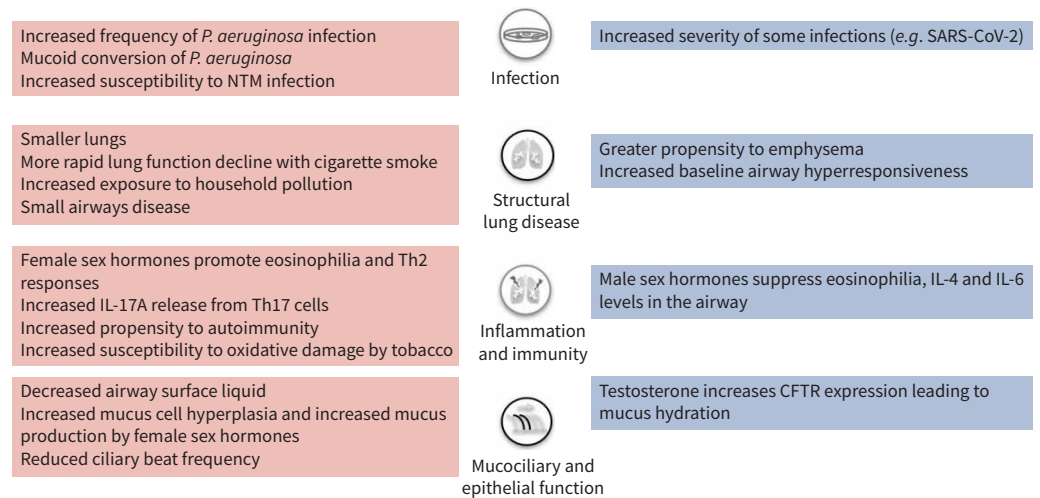 Increased frequency of P. aeruginosa infection
Mucoid conversion of P. aeruginosa
Increased susceptibility to NTM infection
Infection
Increased severity of some infections (e.g. SARS-CoV-2)
Smaller lungs
More rapid lung function decline with cigarette smoke
Increased exposure to household pollution
Small airways disease
Structural
lung disease
Greater propensity to emphysema
Increased baseline airway hyperresponsiveness
Female sex hormones promote eosinophilia and Th2
responses
Increased IL-17A release from Th17 cells
Increased propensity to autoimmunity
Increased susceptibility to oxidative damage by tobacco
Inflammation
and immunity
Male sex hormones suppress eosinophilia, IL-4 and IL-6
levels in the airway
Decreased airway surface liquid
Increased mucus cell hyperplasia and increased mucus
production by female sex hormones
Reduced ciliary beat frequency
Mucociliary and
epithelial function
Testosterone increases CFTR expression leading to
mucus hydration